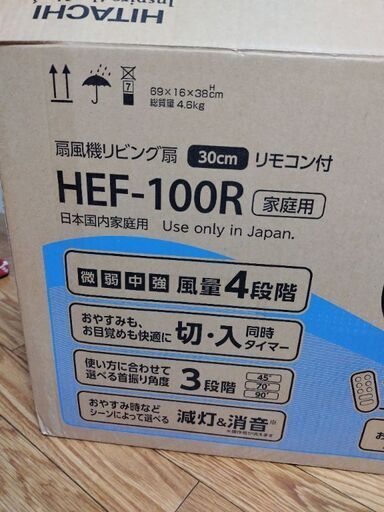 HITACHI
Inspire the Next
7
69×16×38cm H
総質量 4.6kg
扇風機リビング扇 30cm リモコン付
HEF-100R 家庭用
日本国内家庭用 Use only in Japan.
微 弱 中 強 風量4段階
おやすみも、
お目覚めも快適に 切・入 同時
タイマー
使い方に合わせて
選べる首振り角度 3段階 45° 70° 90°
おやすみ時など
シーンによって選べる 減灯&消音※
お